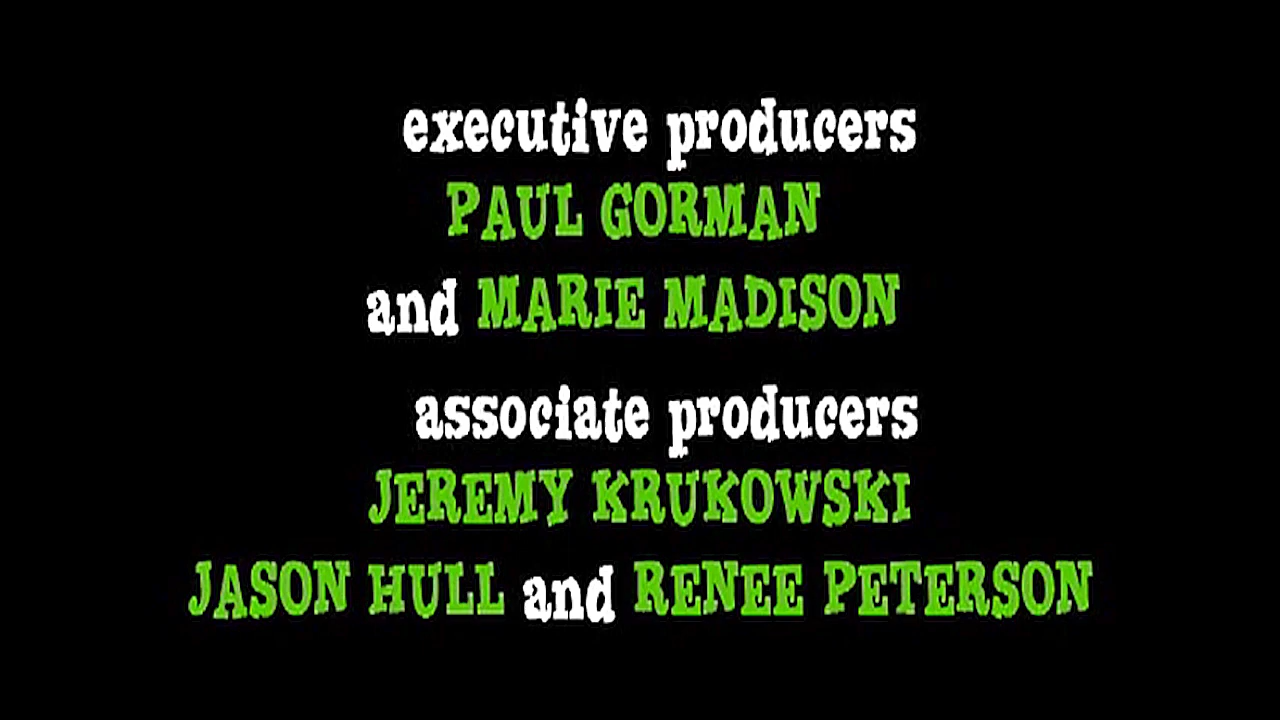 executive producers
PAUL GORMAN
and MARIE MADISON
associate producers
JEREMY KRUKOWSKI
JASON HULL and RENEE PETERSON